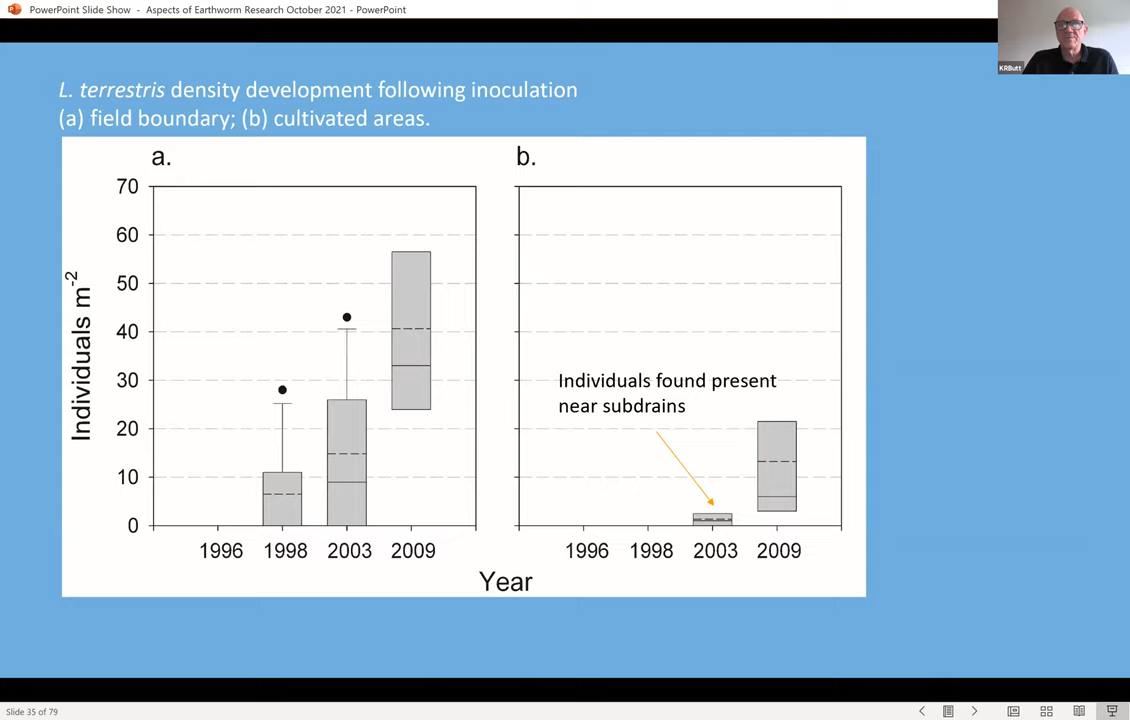 PowerPoint Slide Show - Aspects of Earthworm Research October 2021 - PowerPoint
KRButt
L. terrestris density development following inoculation
(a) field boundary; (b) cultivated areas.
a.
b.
70
60
50
40
30
20
10
0
Individuals m-2
Individuals found present
near subdrains
1996 1998 2003 2009
1996 1998 2003 2009
Year
Slide 35 of 79